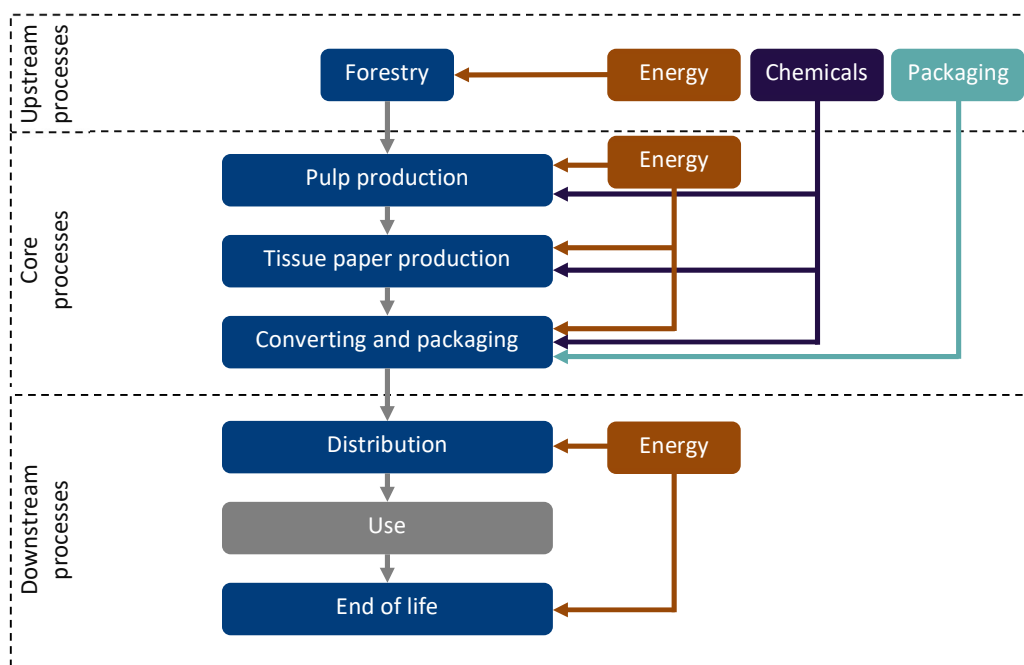 Upstream
processes
Forestry
Energy
Chemicals
Packaging
Core
processes
Energy
Pulp production
Tissue paper production
Converting and packaging
Downstream
processes
Distribution
Energy
Use
End of life